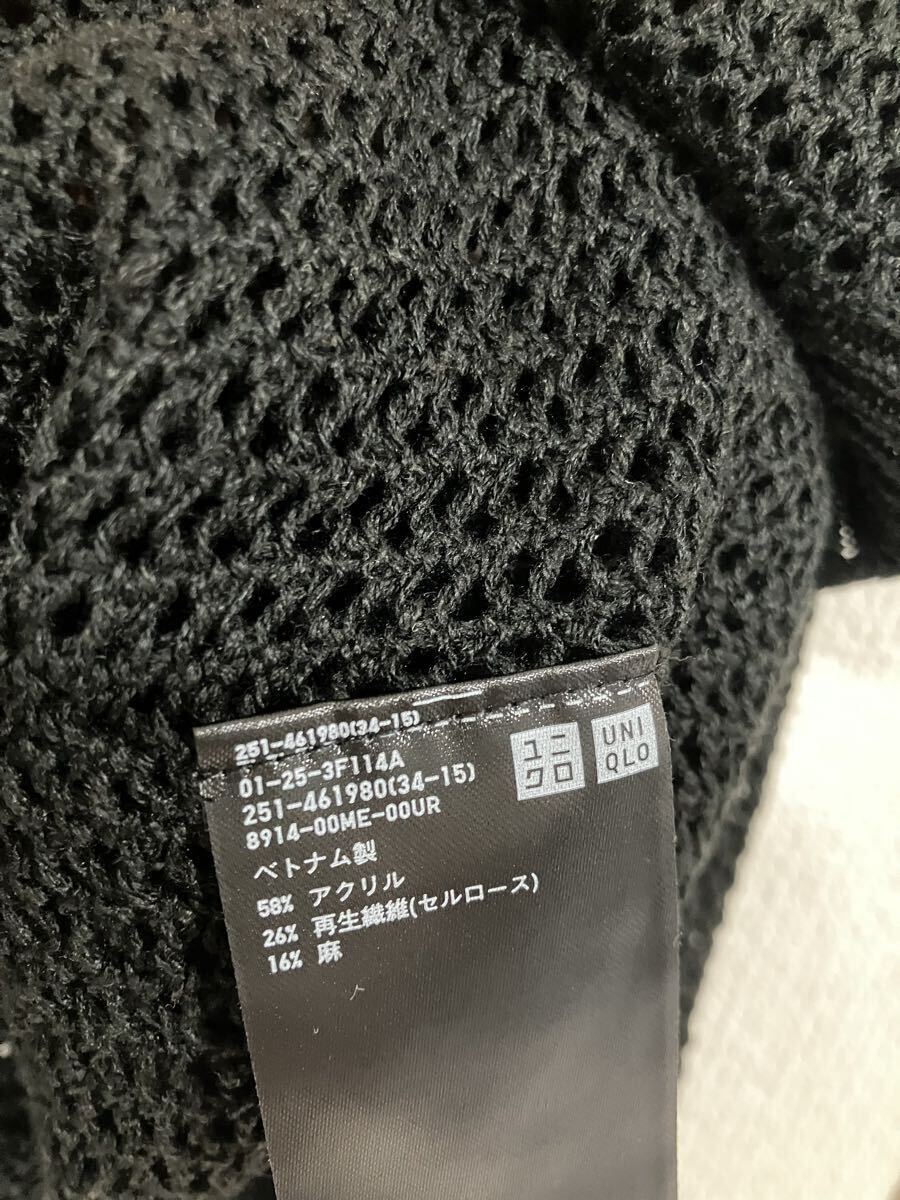 251-461980(34-15)
01-25-3F114A
251-461980(34-15)
8914-00ME-00UR
ベトナム製
58% アクリル
26% 再生繊維(セルロース)
16% 麻
ユニ
クロ
UNI
QLO